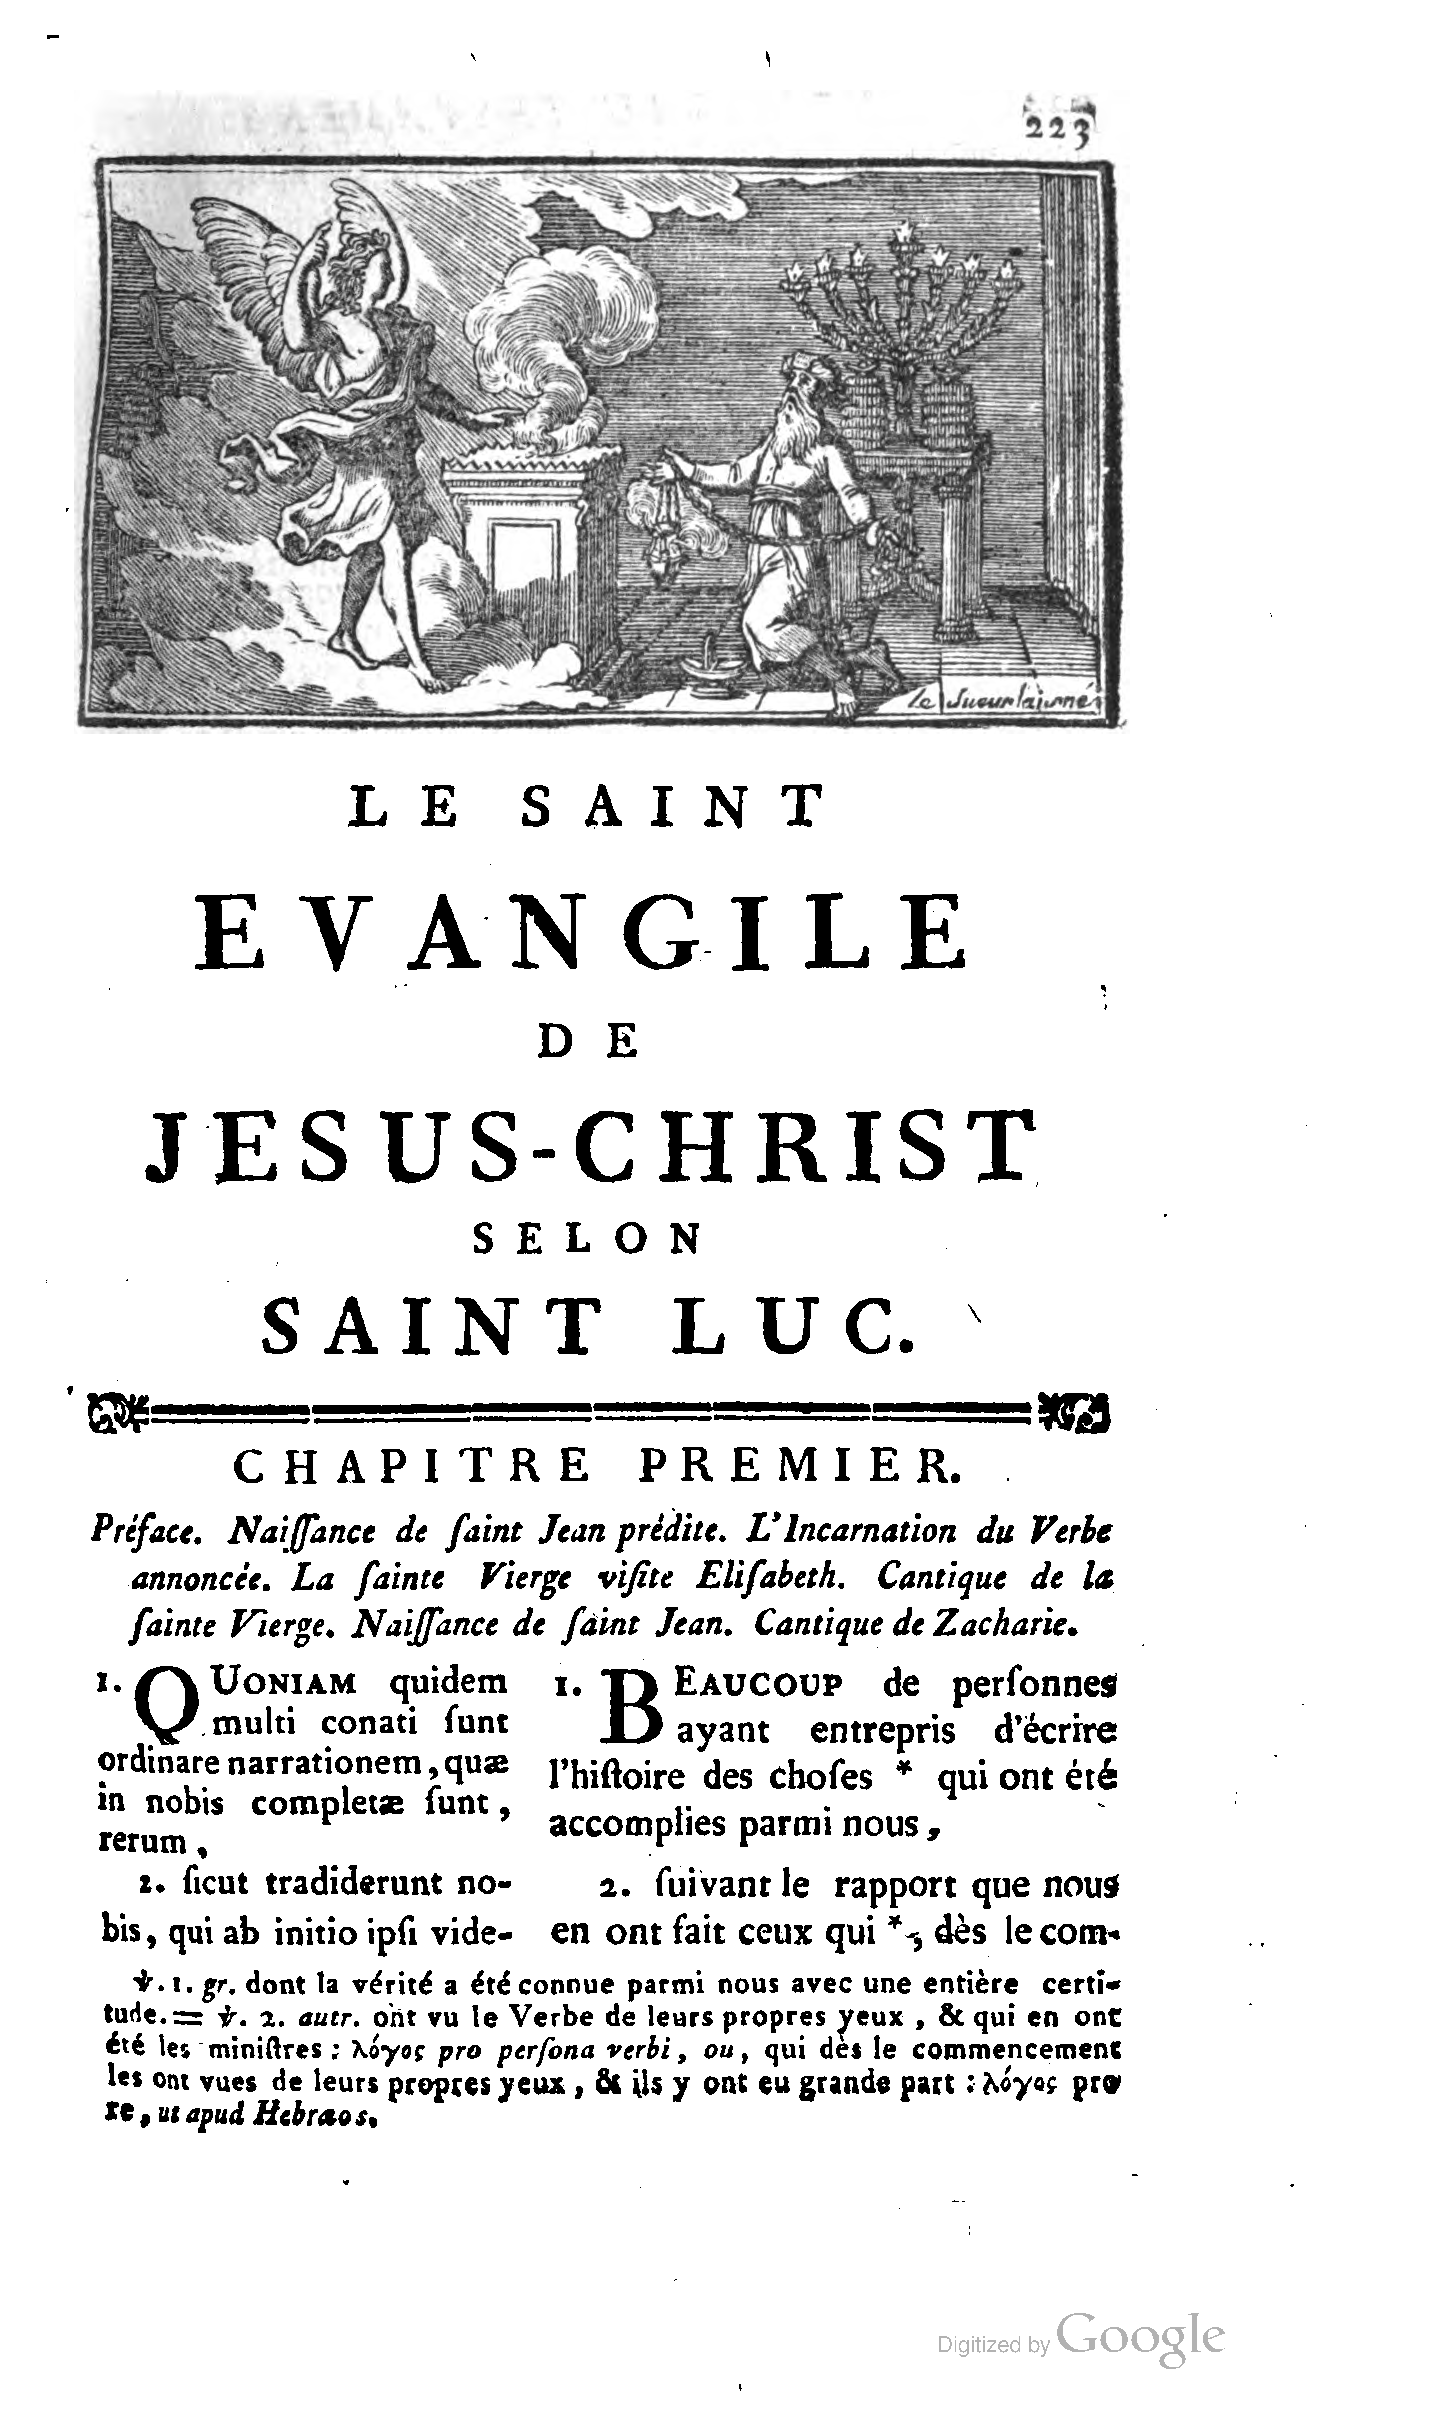 223
le Sueur lainné
LE SAINT
EVANGILE
DE
JESUS-CHRIST
SELON
SAINT LUC.
CHAPITRE PREMIER.
Préface. Naiſſance de ſaint Jean prédite. L'Incarnation du Verbe
annoncée. La ſainte Vierge viſite Eliſabeth. Cantique de la
ſainte Vierge. Naiſſance de ſaint Jean. Cantique de Zacharie.
1. QUONIAM quidem
multi conati ſunt
ordinare narrationem, quæ
in nobis completæ ſunt,
rerum,
2. ſicut tradiderunt no-
bis, qui ab initio ipſi vide-
1. BEAUCOUP de perſonnes
ayant entrepris d'écrire
l'hiſtoire des choſes * qui ont été
accomplies parmi nous,
2. ſuivant le rapport que nous
en ont fait ceux qui *, dès le com-
℣. 1. gr. dont la vérité a été connue parmi nous avec une entière certi-
tude. = ℣. 2. autr. ont vu le Verbe de leurs propres yeux, & qui en ont
été les miniſtres : λόγος pro perſona verbi, ou, qui dès le commencement
les ont vues de leurs propres yeux, & ils y ont eu grande part : λόγος pro
re, ut apud Hebræos.
Digitized by Google